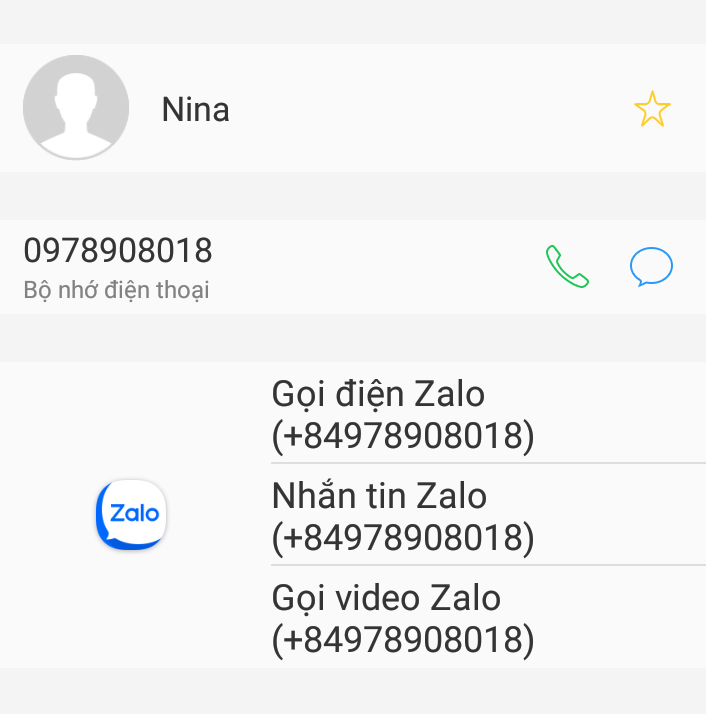 Nina
0978908018
Bộ nhớ điện thoại
Gọi điện Zalo
(+84978908018)
Zalo
Nhắn tin Zalo
(+84978908018)
Gọi video Zalo
(+84978908018)